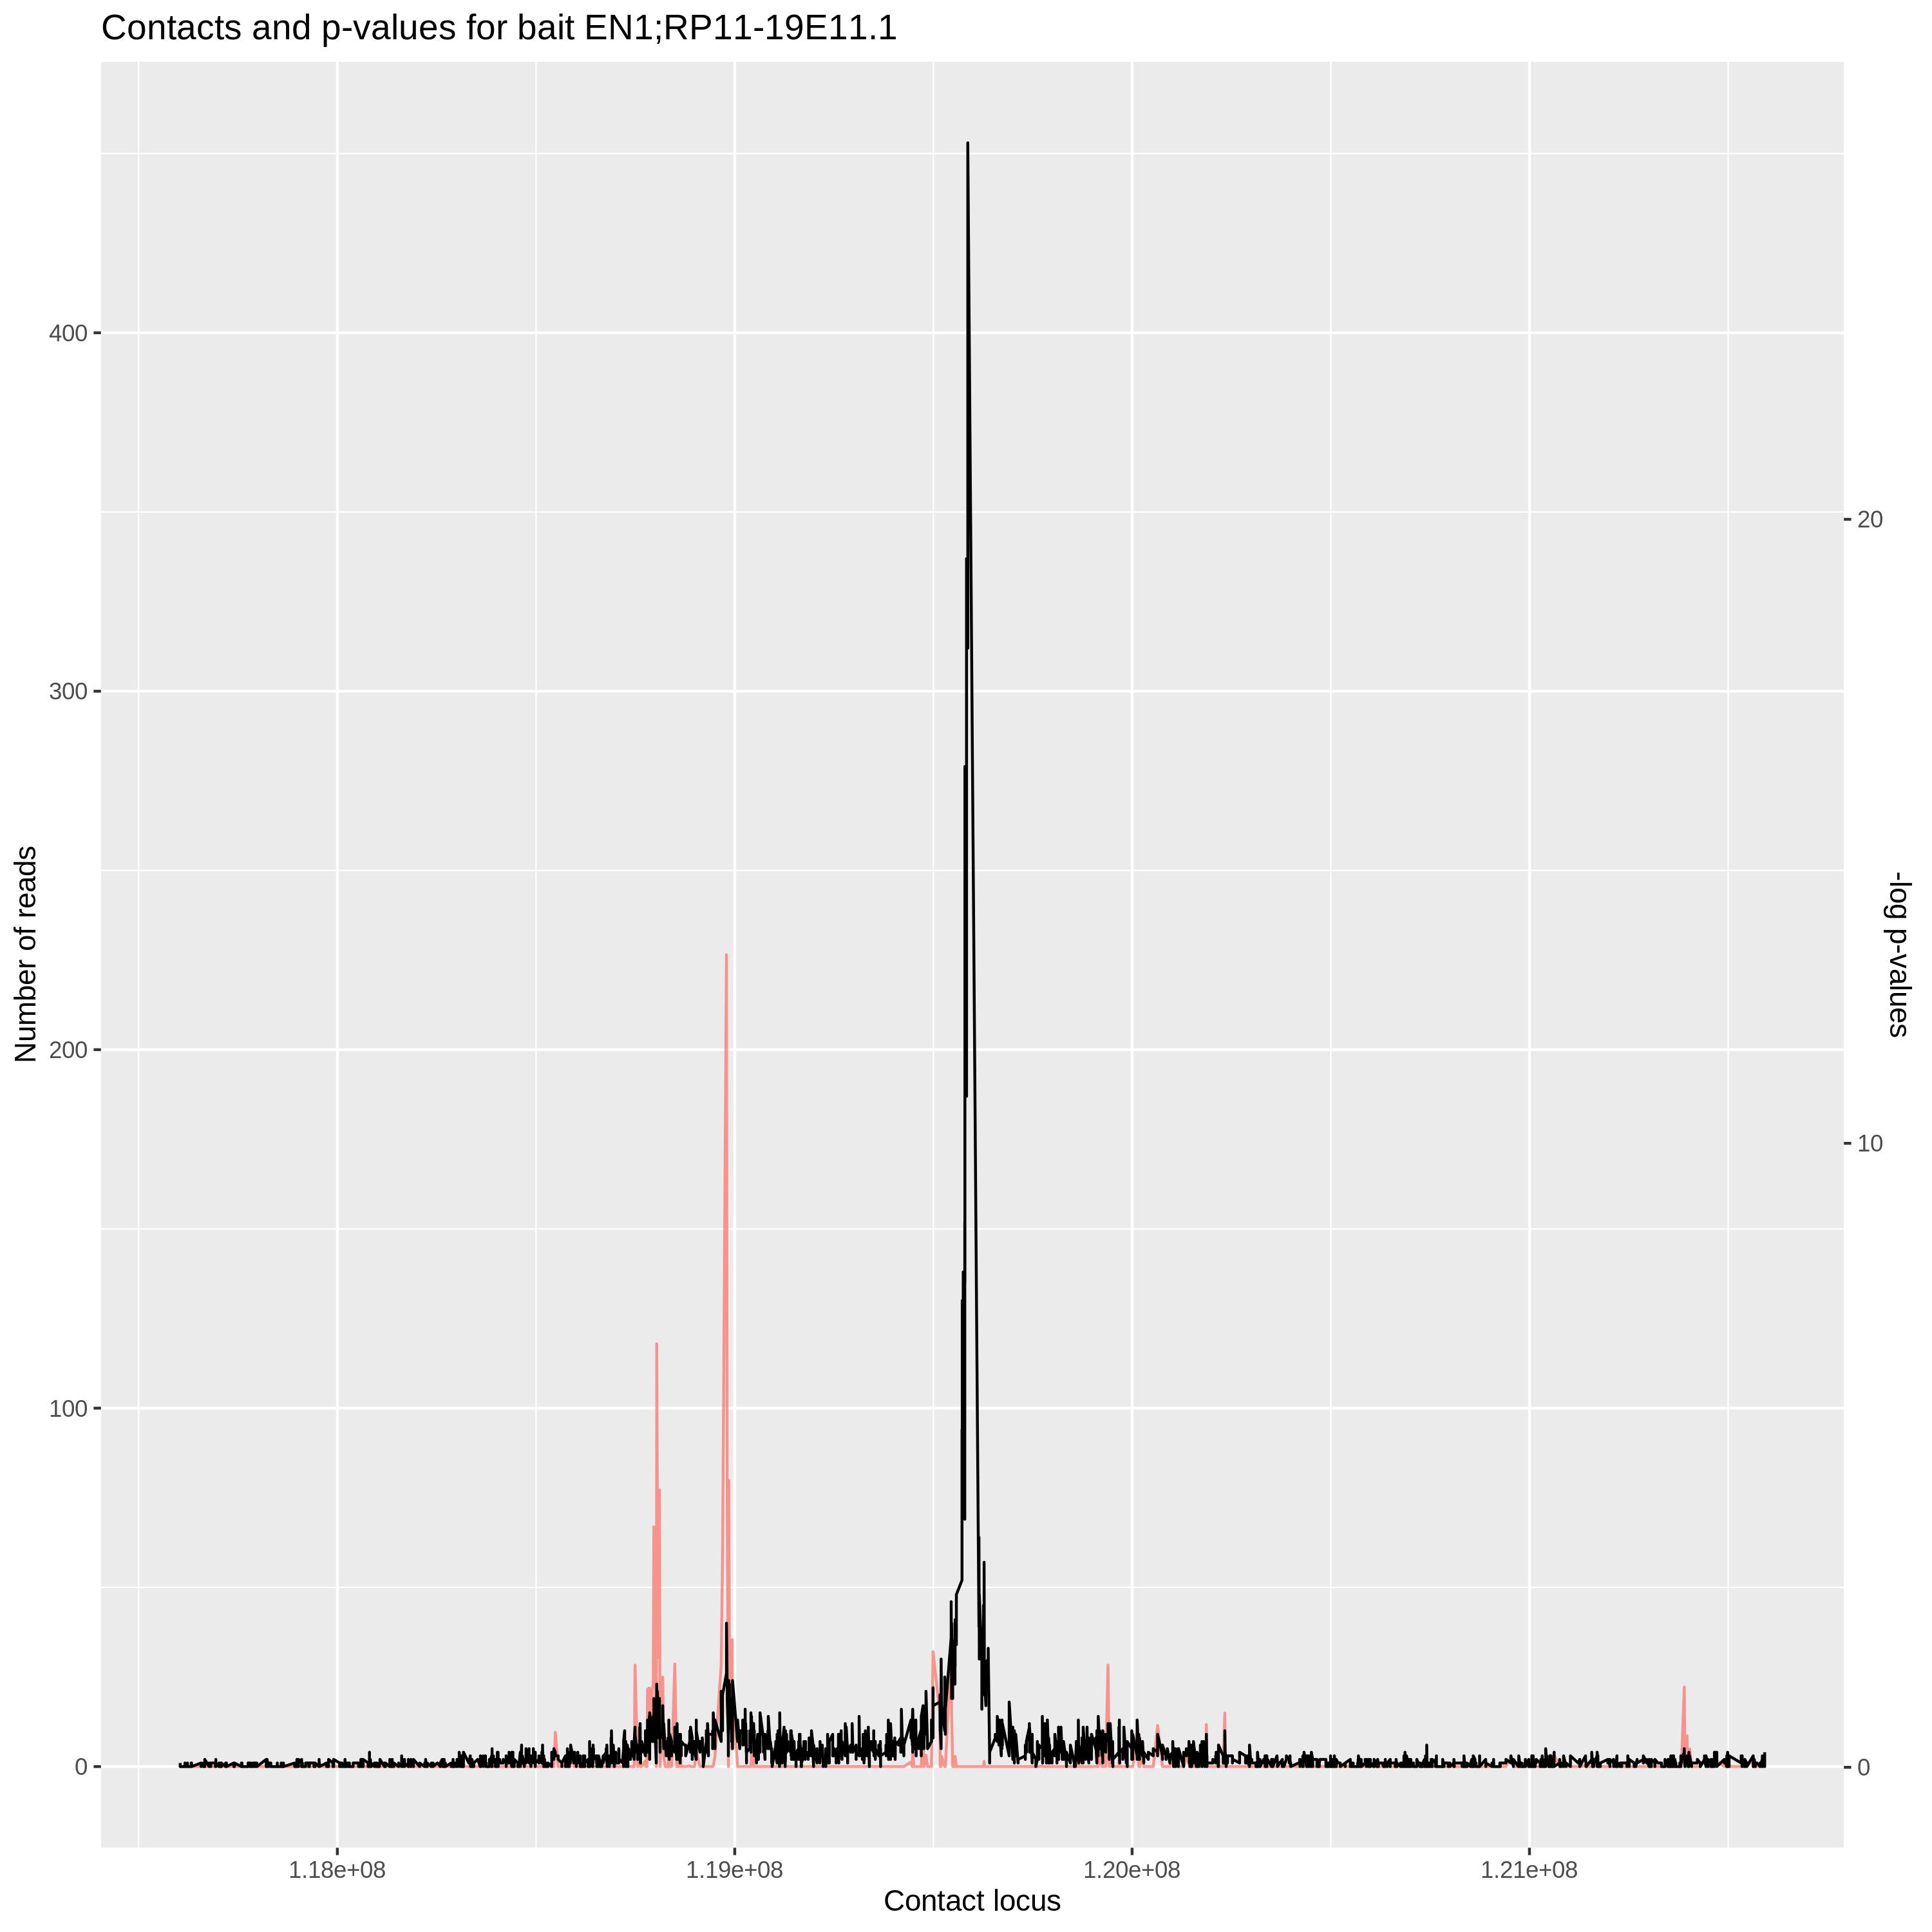 Contacts and p-values for bait EN1;RP11-19E11.1
Number of reads
400
300
200
100
0
20
10
0
-log p-values
1.18e+08
1.19e+08
1.20e+08
1.21e+08
Contact locus